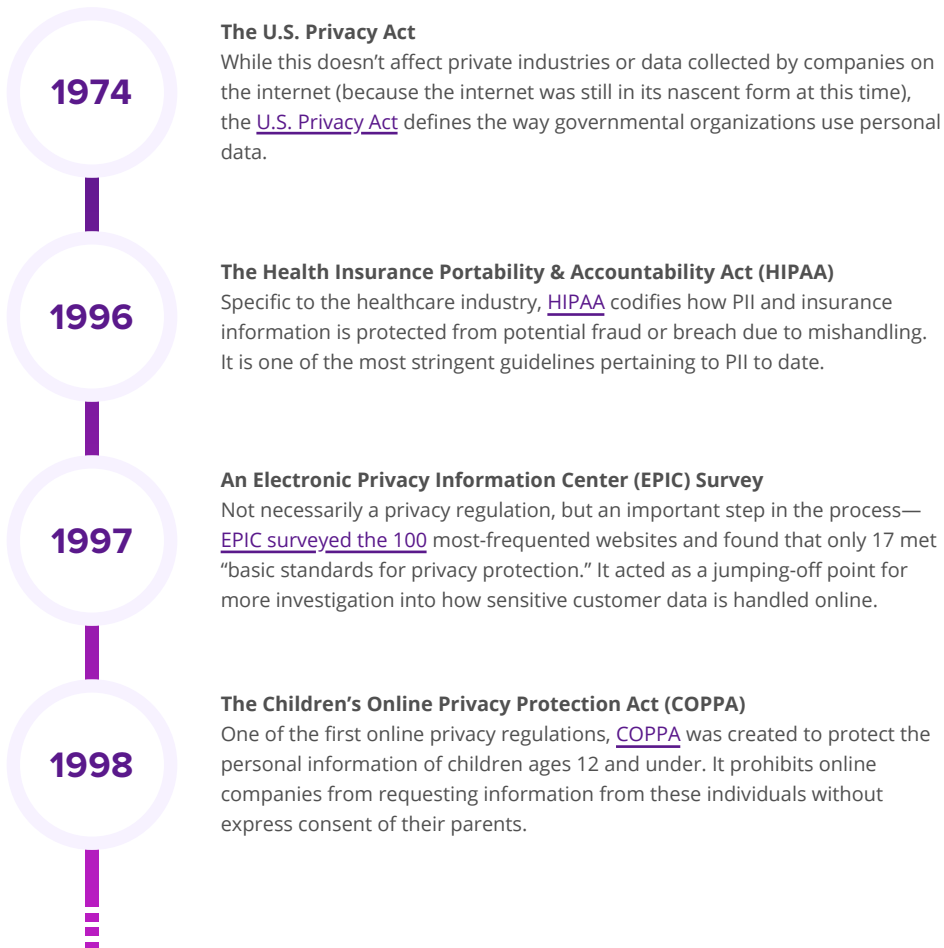 1974
The U.S. Privacy Act
While this doesn’t affect private industries or data collected by companies on
the internet (because the internet was still in its nascent form at this time),
the U.S. Privacy Act defines the way governmental organizations use personal
data.
1996
The Health Insurance Portability & Accountability Act (HIPAA)
Specific to the healthcare industry, HIPAA codifies how PII and insurance
information is protected from potential fraud or breach due to mishandling.
It is one of the most stringent guidelines pertaining to PII to date.
1997
An Electronic Privacy Information Center (EPIC) Survey
Not necessarily a privacy regulation, but an important step in the process—
EPIC surveyed the 100 most-frequented websites and found that only 17 met
“basic standards for privacy protection.” It acted as a jumping-off point for
more investigation into how sensitive customer data is handled online.
1998
The Children’s Online Privacy Protection Act (COPPA)
One of the first online privacy regulations, COPPA was created to protect the
personal information of children ages 12 and under. It prohibits online
companies from requesting information from these individuals without
express consent of their parents.